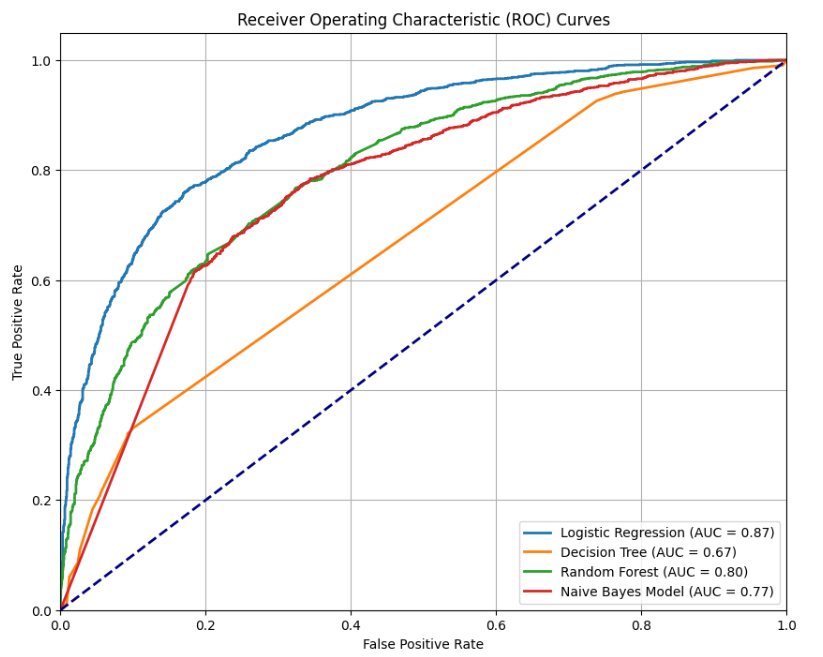 Receiver Operating Characteristic (ROC) Curves
True Positive Rate
1.0
0.8
0.6
0.4
0.2
0.0
Logistic Regression (AUC = 0.87)
Decision Tree (AUC = 0.67)
Random Forest (AUC = 0.80)
Naive Bayes Model (AUC = 0.77)
0.0 0.2 0.4 0.6 0.8 1.0
False Positive Rate